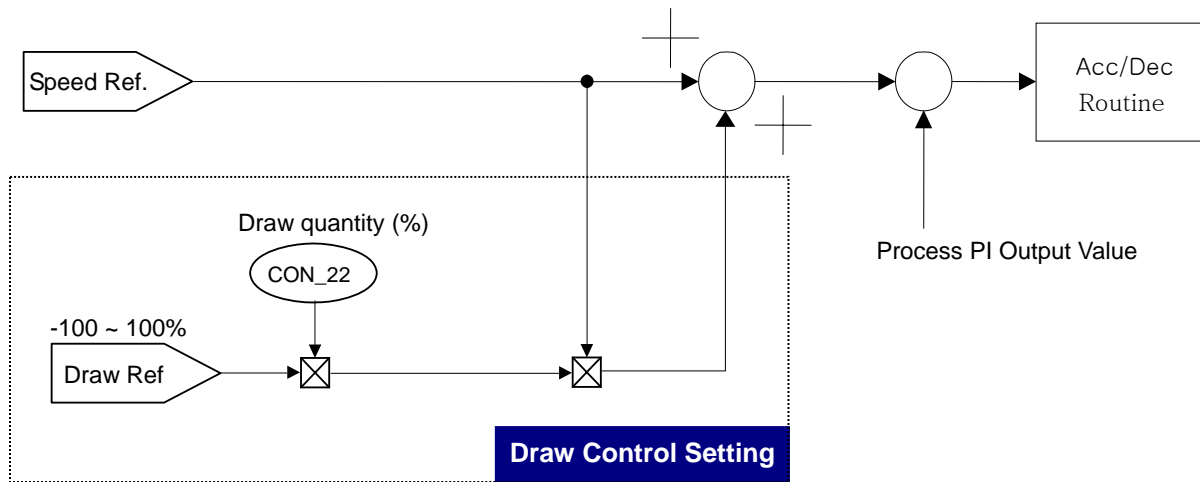 Speed Ref.
Acc/Dec
Routine
Draw quantity (%)
CON_22
Process PI Output Value
-100 ~ 100%
Draw Ref
Draw Control Setting